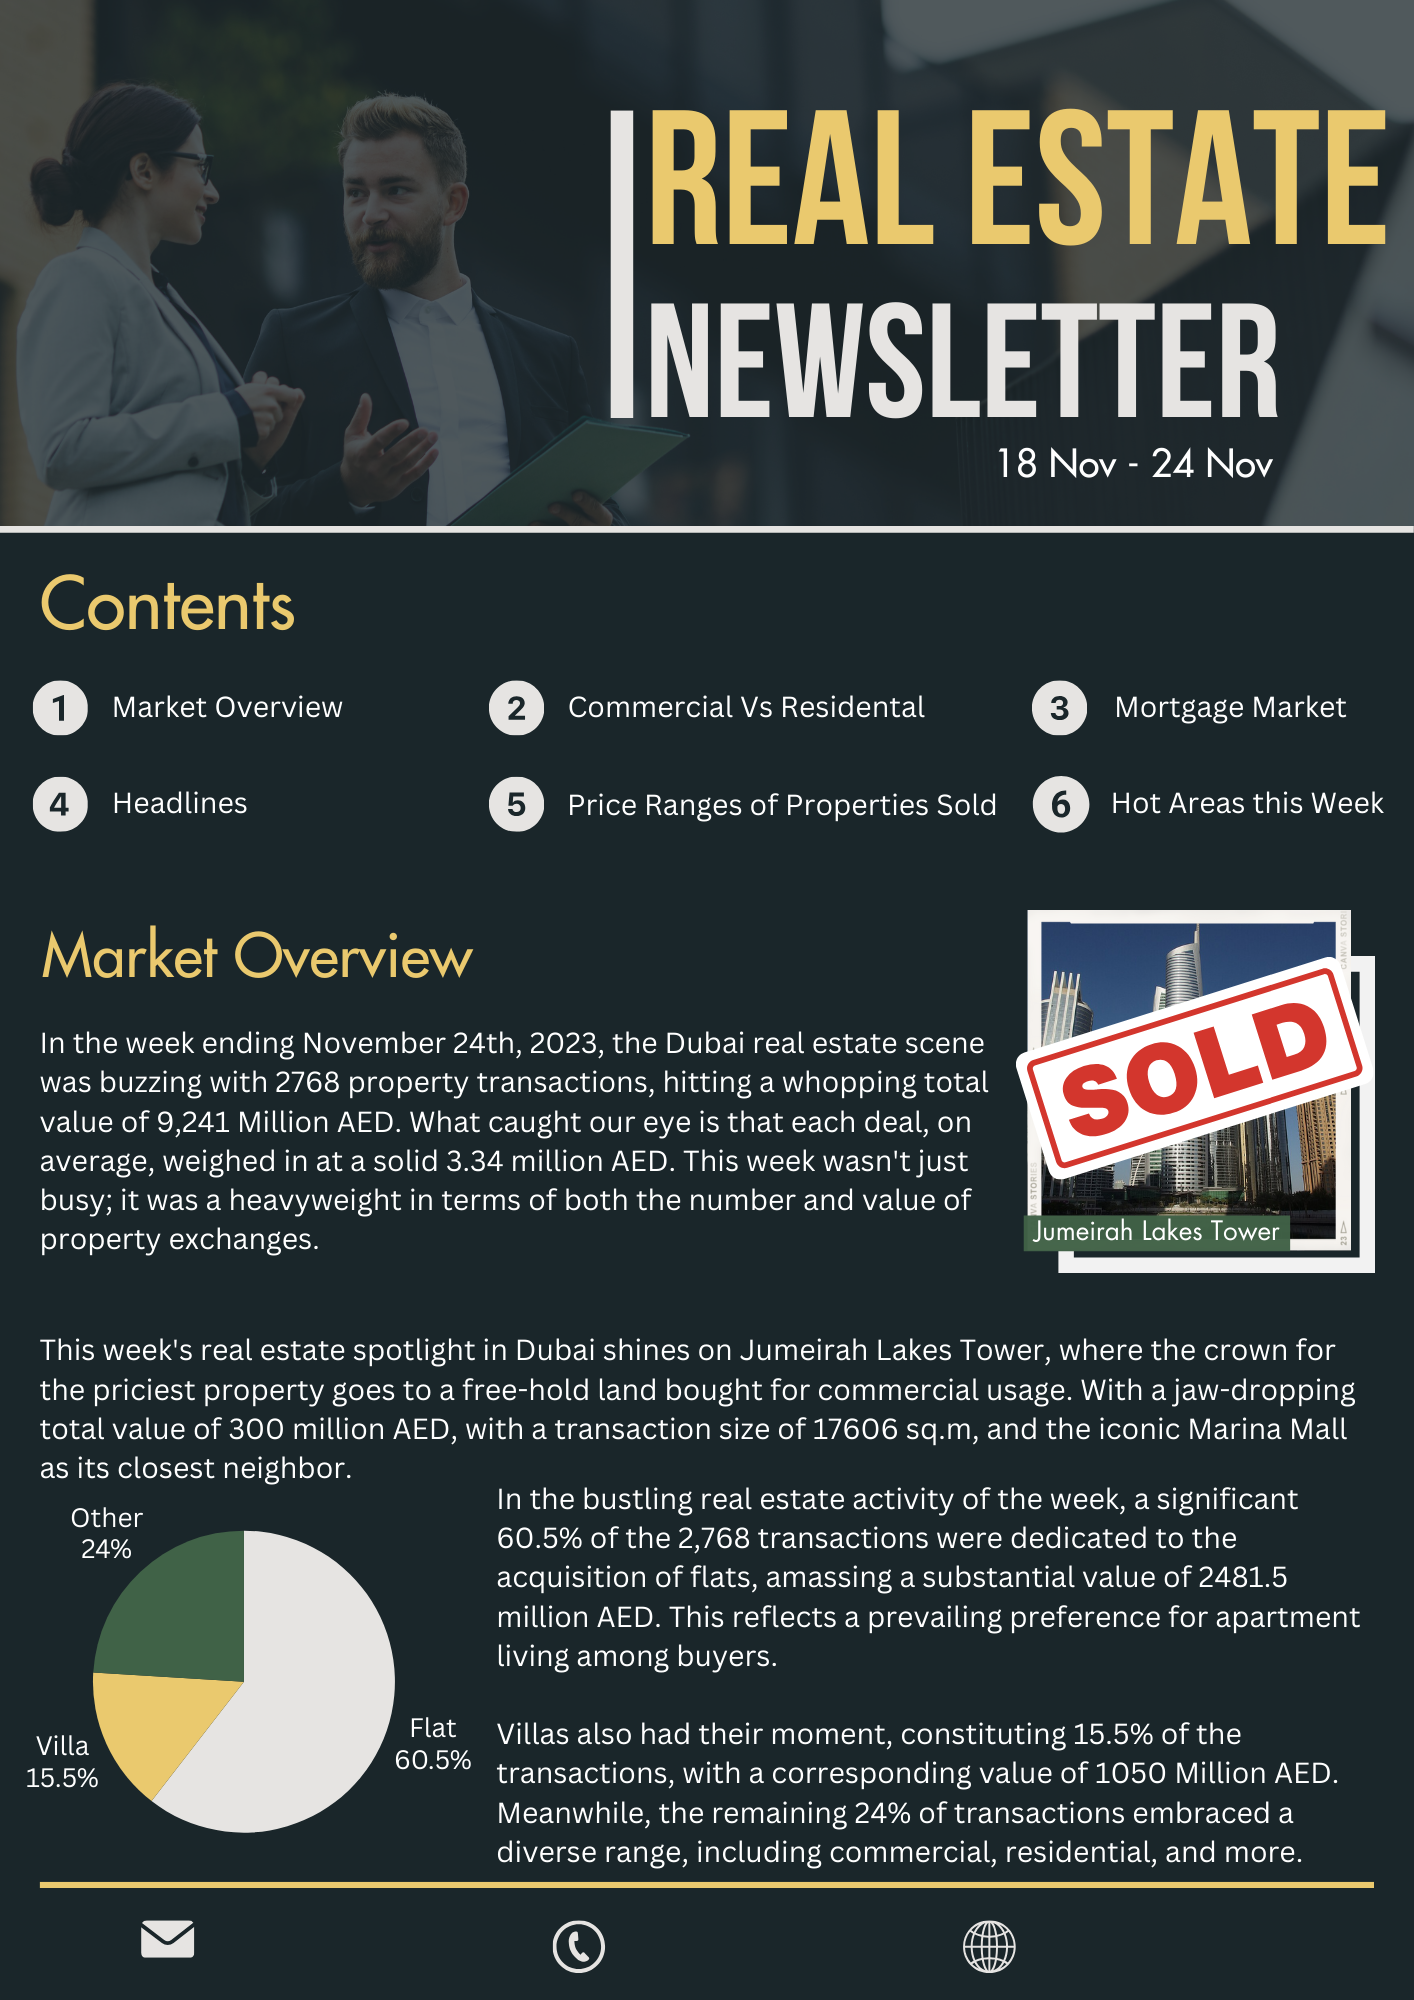 REAL ESTATE
NEWSLETTER
18 Nov - 24 Nov
Contents
1 Market Overview
2 Commercial Vs Residental
3 Mortgage Market
4 Headlines
5 Price Ranges of Properties Sold
6 Hot Areas this Week
Market Overview
In the week ending November 24th, 2023, the Dubai real estate scene
was buzzing with 2768 property transactions, hitting a whopping total
value of 9,241 Million AED. What caught our eye is that each deal, on
average, weighed in at a solid 3.34 million AED. This week wasn't just
busy; it was a heavyweight in terms of both the number and value of
property exchanges.
CANVA STOR
SOLD
STORIES
23
Jumeirah Lakes Tower
This week's real estate spotlight in Dubai shines on Jumeirah Lakes Tower, where the crown for
the priciest property goes to a free-hold land bought for commercial usage. With a jaw-dropping
total value of 300 million AED, with a transaction size of 17606 sq.m, and the iconic Marina Mall
as its closest neighbor.
Other
24%
Villa
15.5%
Flat
60.5%
In the bustling real estate activity of the week, a significant
60.5% of the 2,768 transactions were dedicated to the
acquisition of flats, amassing a substantial value of 2481.5
million AED. This reflects a prevailing preference for apartment
living among buyers.
Villas also had their moment, constituting 15.5% of the
transactions, with a corresponding value of 1050 Million AED.
Meanwhile, the remaining 24% of transactions embraced a
diverse range, including commercial, residential, and more.